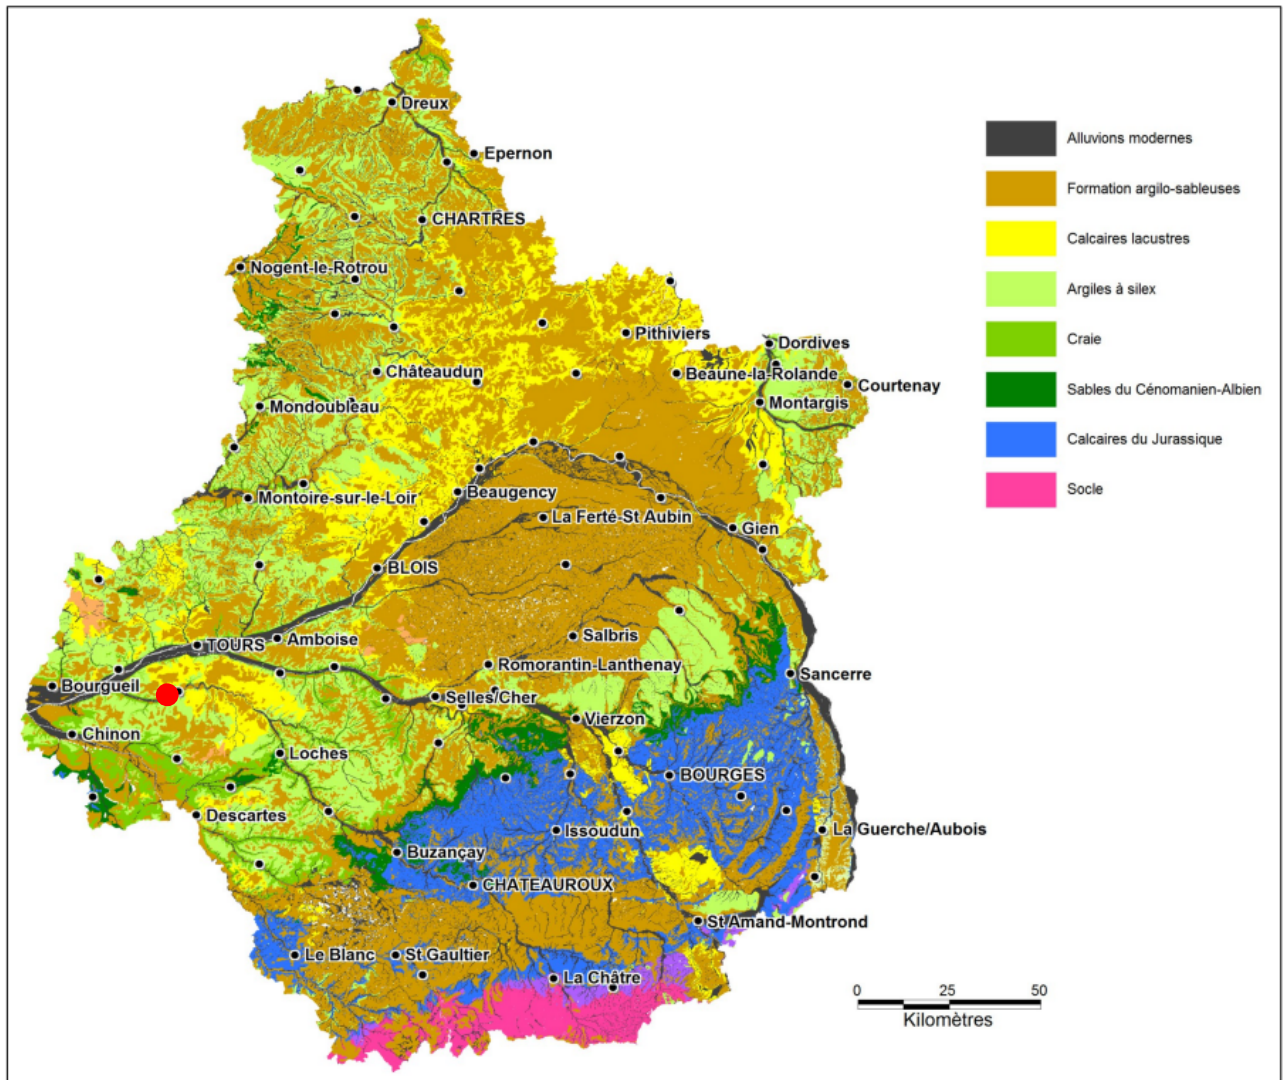 Dreux
Epernon
CHARTRES
Nogent-le-Rotrou
Pithiviers
Dordives
Châteaudun
Beaune-la-Rolande
Courtenay
Mondoubleau
Montargis
Montoire-sur-le-Loir
Beaugency
La Ferté-St Aubin
Gien
BLOIS
TOURS
Amboise
Salbris
Romorantin-Lanthenay
Sancerre
Bourgueil
Selles/Cher
Vierzon
Chinon
Loches
BOURGES
Descartes
Issoudun
La Guerche/Aubois
Buzançay
CHATEAUROUX
St Amand-Montrond
Le Blanc
St Gaultier
La Châtre
Alluvions modernes
Formation argilo-sableuses
Calcaires lacustres
Argiles à silex
Craie
Sables du Cénomanien-Albien
Calcaires du Jurassique
Socle
0 25 50
Kilomètres